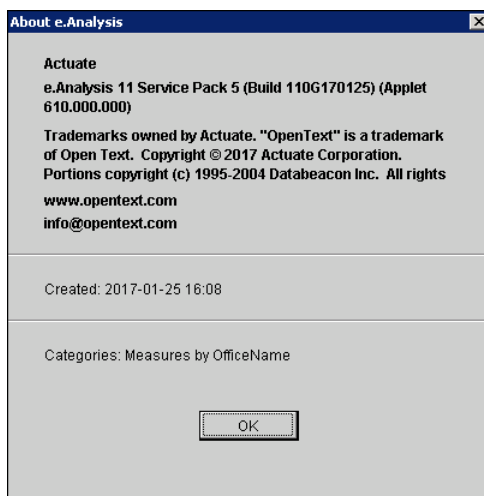 About e.Analysis
Actuate
e.Analysis 11 Service Pack 5 (Build 110G170125) (Applet
610.000.000)
Trademarks owned by Actuate. "OpenText" is a trademark
of Open Text. Copyright © 2017 Actuate Corporation.
Portions copyright (c) 1995-2004 Databeacon Inc. All rights
www.opentext.com
info@opentext.com
Created: 2017-01-25 16:08
Categories: Measures by OfficeName
OK